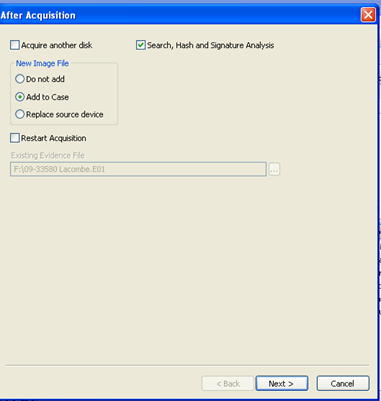 After Acquisition
Acquire another disk
Search, Hash and Signature Analysis
New Image File
Do not add
Add to Case
Replace source device
Restart Acquisition
Existing Evidence File
F:\09-33580 Lacombe.E01
...
< Back
Next >
Cancel